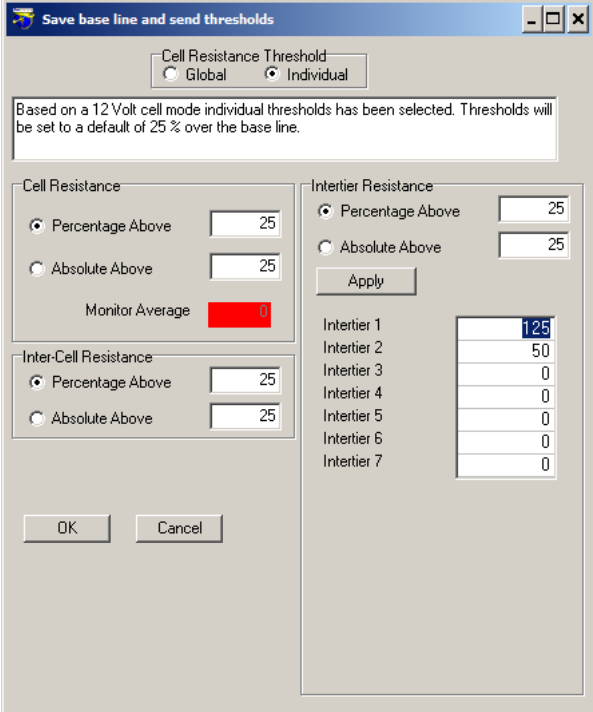 Save base line and send thresholds
Cell Resistance Threshold
Global Individual
Based on a 12 Volt cell mode individual thresholds has been selected. Thresholds will
be set to a default of 25 % over the base line.
Cell Resistance
Percentage Above 25
Absolute Above 25
Monitor Average 0
Inter-Cell Resistance
Percentage Above 25
Absolute Above 25
OK Cancel
Intertier Resistance
Percentage Above 25
Absolute Above 25
Apply
Intertier 1 125
Intertier 2 50
Intertier 3 0
Intertier 4 0
Intertier 5 0
Intertier 6 0
Intertier 7 0